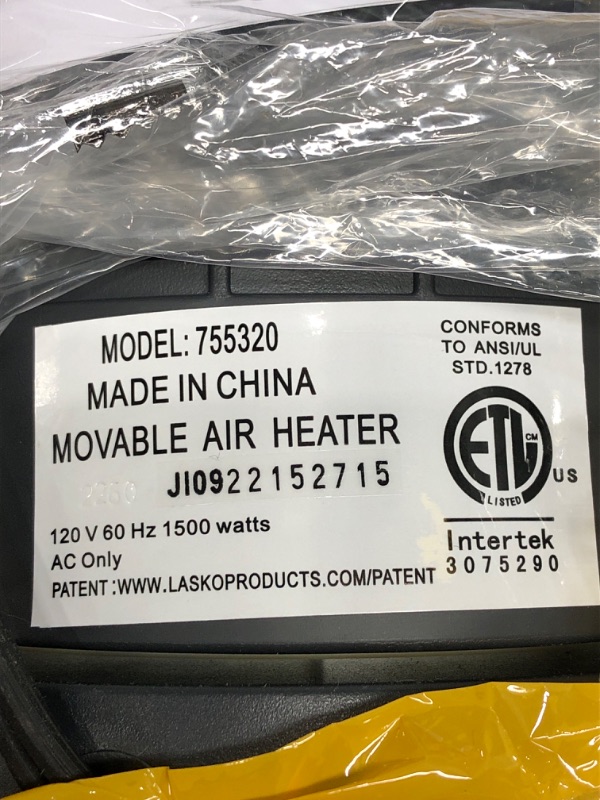 MODEL: 755320
MADE IN CHINA
MOVABLE AIR HEATER
JI0922152715
120 V 60 Hz 1500 watts
AC Only
PATENT:WWW.LASKOPRODUCTS.COM/PATENT
CONFORMS
TO ANSI/UL
STD.1278
ETL CM
LISTED
US
Intertek
3075290